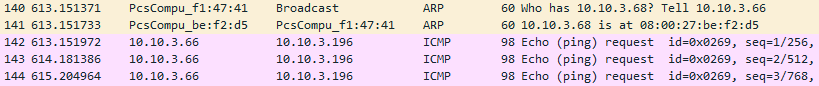 140 613.151371 PcsCompu_f1:47:41 Broadcast ARP 60 Who has 10.10.3.68? Tell 10.10.3.66
141 613.151733 PcsCompu_be:f2:d5 PcsCompu_f1:47:41 ARP 60 10.10.3.68 is at 08:00:27:be:f2:d5
142 613.151972 10.10.3.66 10.10.3.196 ICMP 98 Echo (ping) request id=0x0269, seq=1/256,
143 614.181386 10.10.3.66 10.10.3.196 ICMP 98 Echo (ping) request id=0x0269, seq=2/512,
144 615.204964 10.10.3.66 10.10.3.196 ICMP 98 Echo (ping) request id=0x0269, seq=3/768,